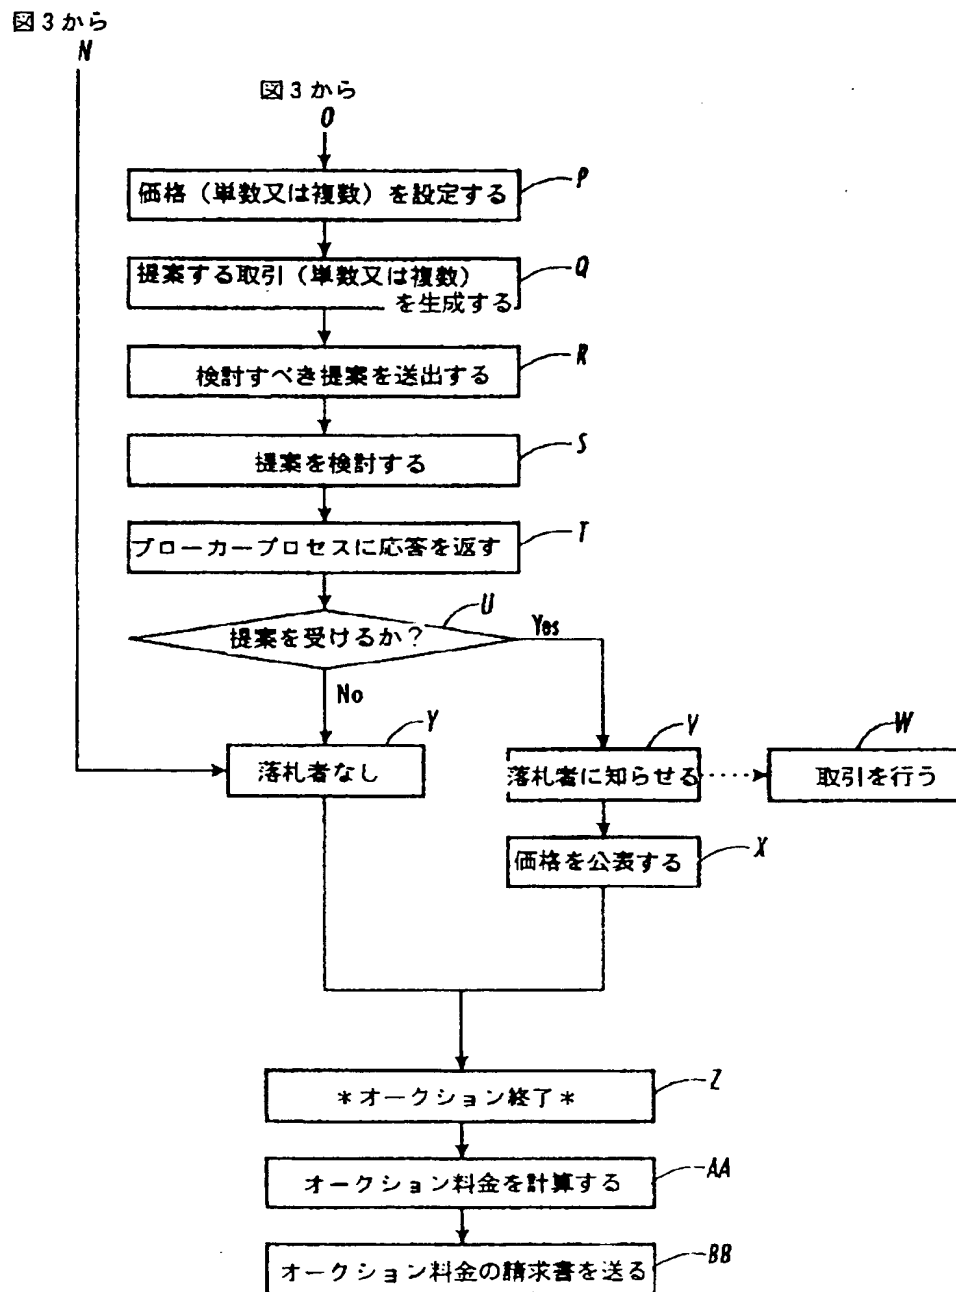 図3から
N
図3から
O
価格（単数又は複数）を設定する
P
提案する取引（単数又は複数）
を生成する
Q
検討すべき提案を送出する
R
提案を検討する
S
ブローカープロセスに応答を返す
T
提案を受けるか？
U
Yes
No
落札者なし
Y
落札者に知らせる
V
取引を行う
W
価格を公表する
X
*オークション終了*
Z
オークション料金を計算する
AA
オークション料金の請求書を送る
BB